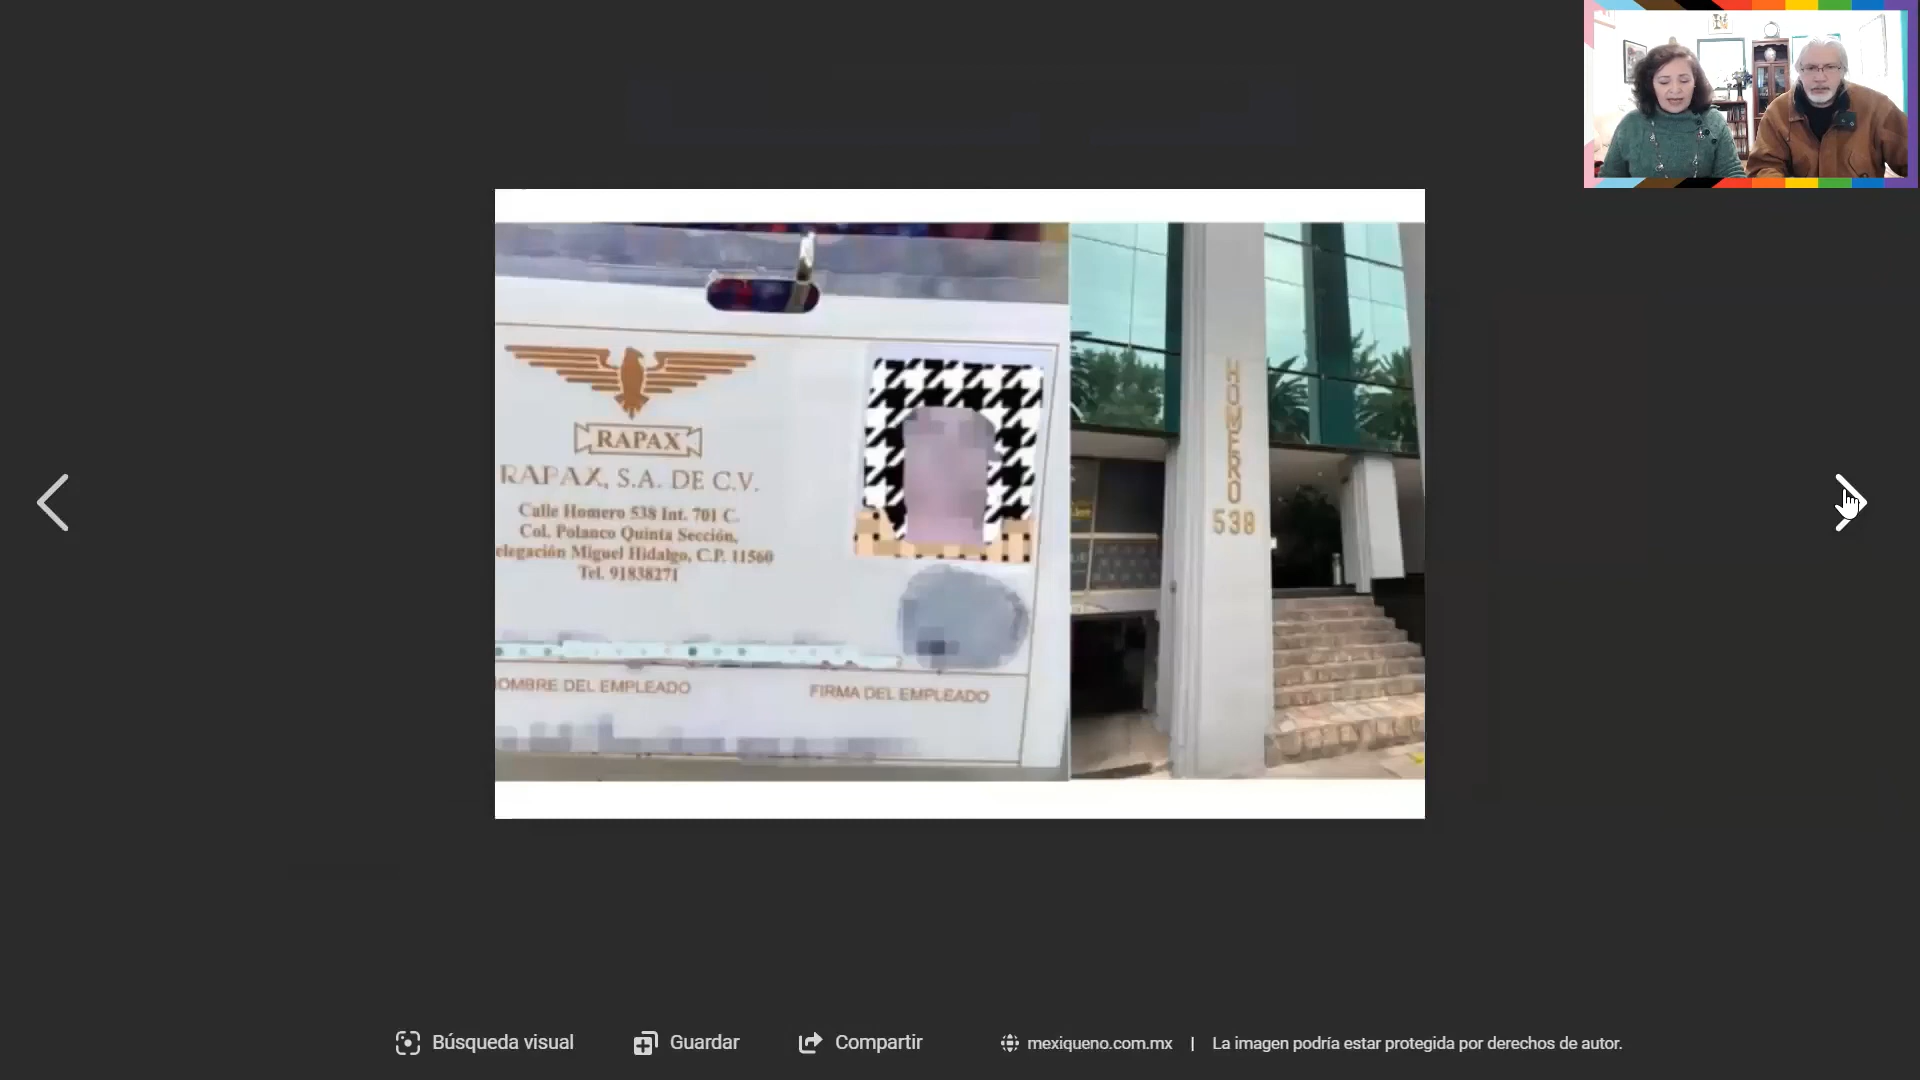 RAPAX
RAPAX, S.A. DE C.V.
Calle Homero 538 Int. 701 C.
Col. Polanco Quinta Sección,
elegación Miguel Hidalgo, C.P. 11560
Tel. 91838271
OMBRE DEL EMPLEADO
FIRMA DEL EMPLEADO
HOMERO
538
Búsqueda visual
Guardar
Compartir
mexiqueno.com.mx | La imagen podría estar protegida por derechos de autor.